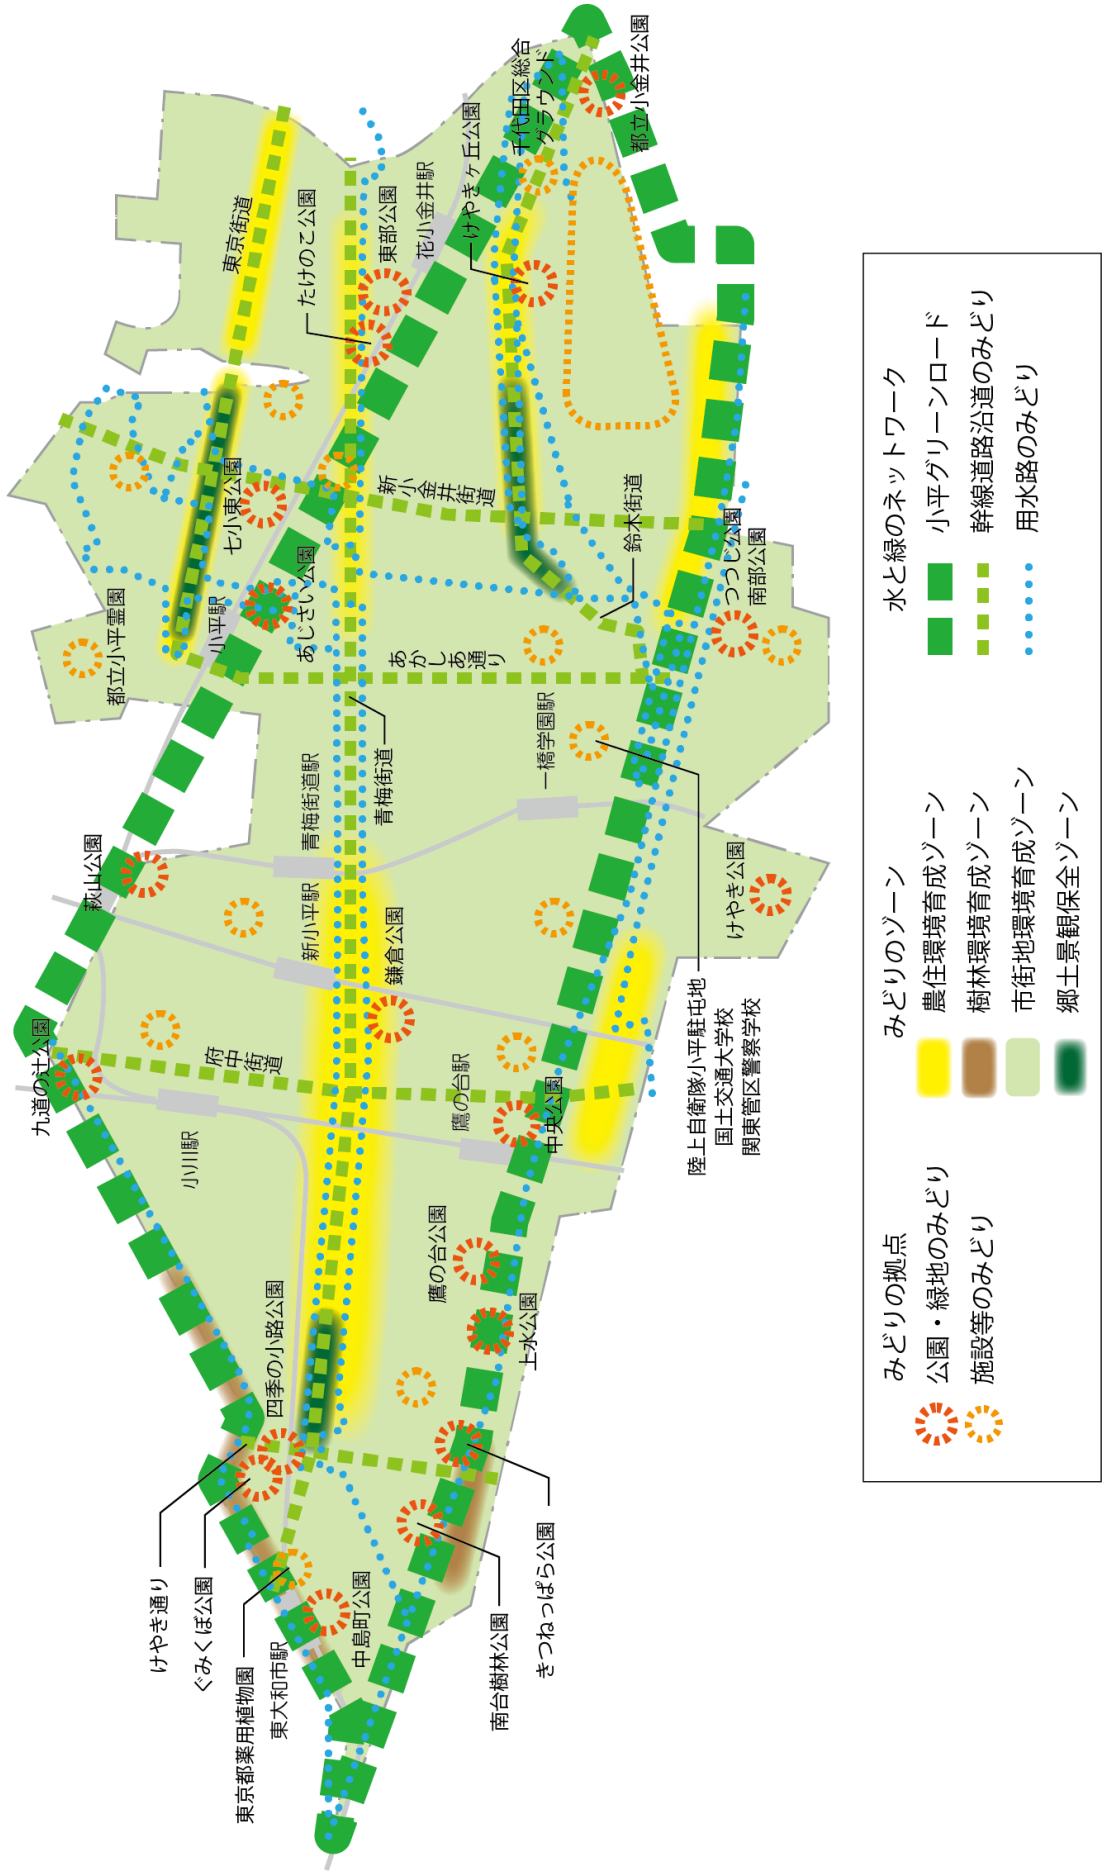 東京街道
たけのこ公園
東部公園
花小金井駅
けやきヶ丘公園
千代田区総合
グラウンド
都立小金井公園
七小東公園
新小金井街道
鈴木街道
つつじ公園
南部公園
都立小平霊園
小平駅
あじさい公園
あかしあ通り
青梅街道駅
青梅街道
一橋学園駅
萩山公園
新小平駅
鎌倉公園
けやき公園
陸上自衛隊小平駐屯地
国土交通大学校
関東管区警察学校
九道の辻公園
府中街道
小川駅
鷹の台駅
中央公園
鷹の台公園
上水公園
四季の小路公園
けやき通り
ぐみくぼ公園
東京都薬用植物園
東大和市駅
中島町公園
南台樹林公園
きつねっぱら公園
みどりの拠点
公園・緑地のみどり
施設等のみどり
みどりのゾーン
農住環境育成ゾーン
樹林環境育成ゾーン
市街地環境育成ゾーン
郷土景観保全ゾーン
水と緑のネットワーク
小平グリーンロード
幹線道路沿道のみどり
用水路のみどり